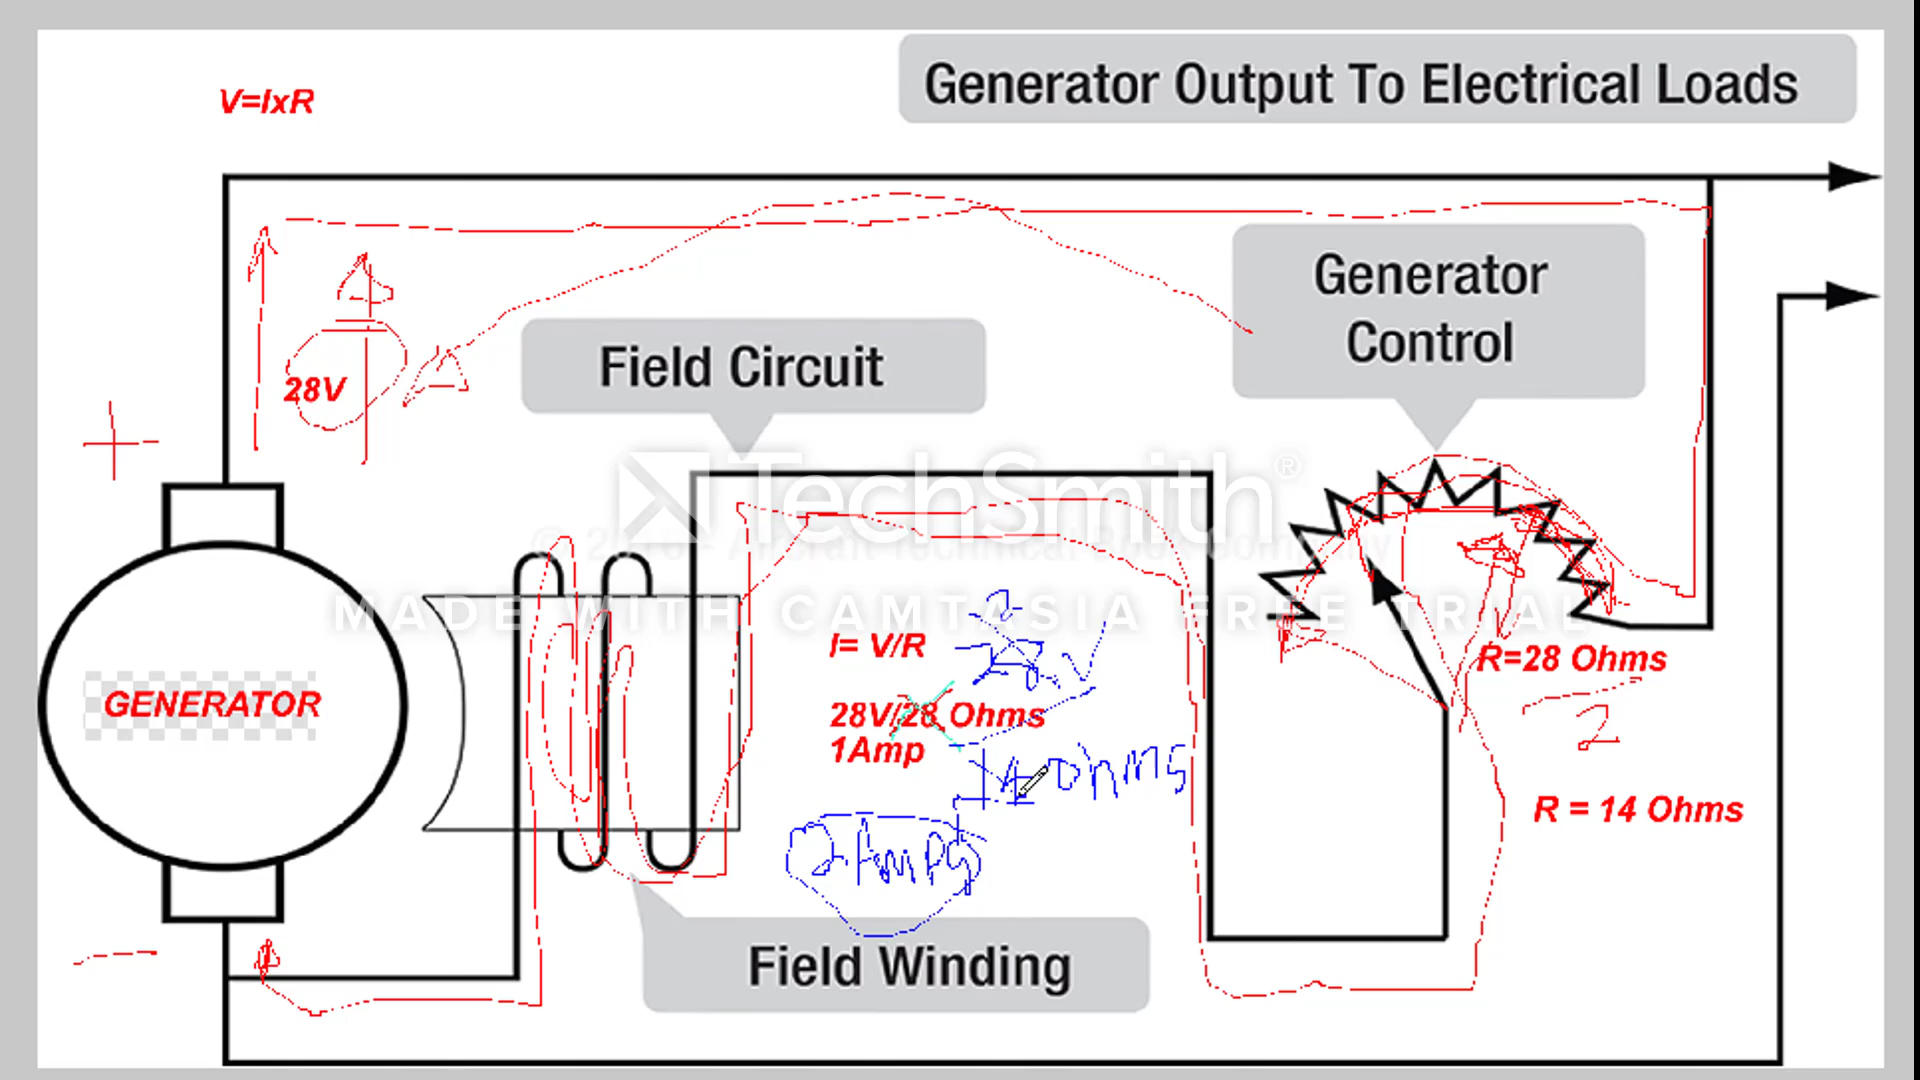 Generator Output To Electrical Loads
V=IxR
Generator
Control
Field Circuit
28V
+
TechSmith®
MADE WITH CAMTASIA FREE TRIAL
I= V/R
28V/28 Ohms
1Amp
14 ohms
2 Amps
GENERATOR
R=28 Ohms
2
R = 14 Ohms
Field Winding